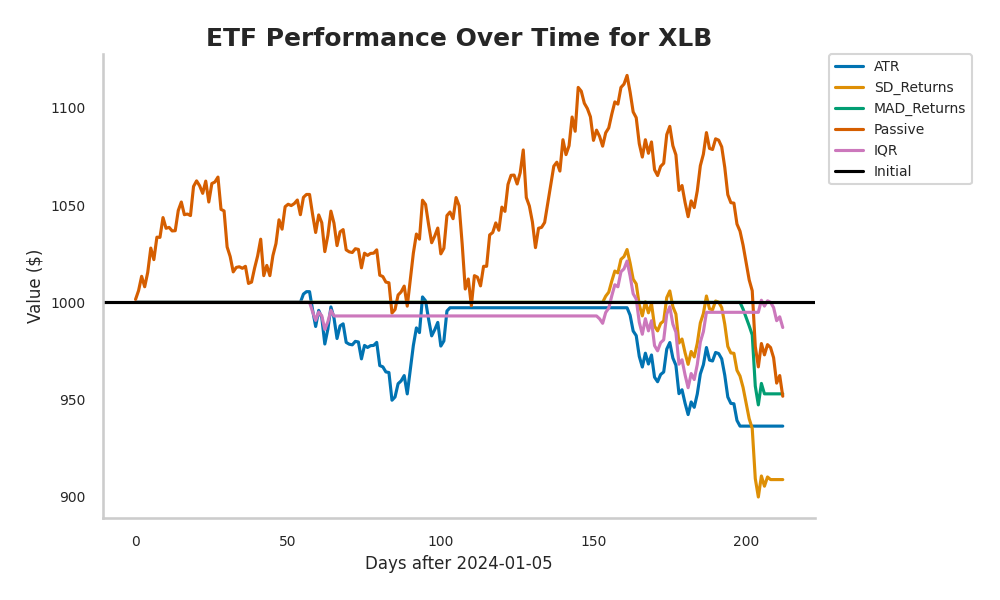 ETF Performance Over Time for XLB
ATR
SD_Returns
MAD_Returns
Passive
IQR
Initial
Value ($)
1100
1050
1000
950
900
0 50 100 150 200
Days after 2024-01-05